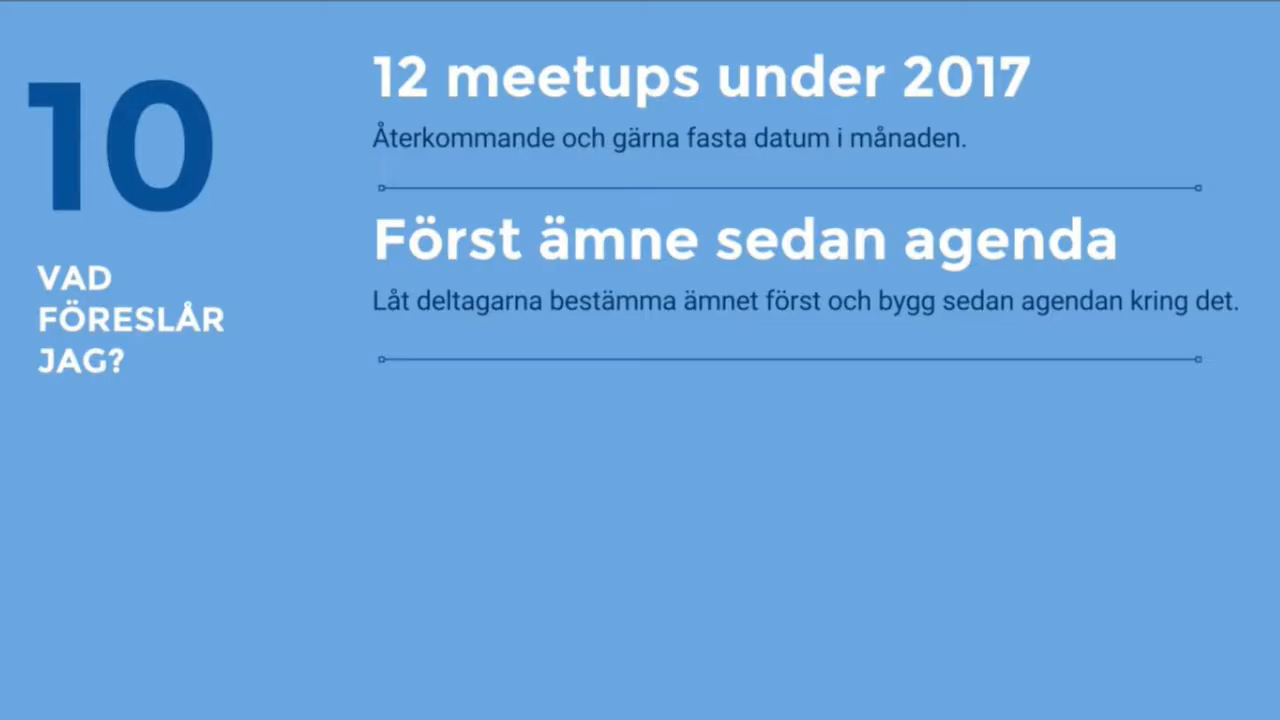 10
VAD
FÖRESLÅR
JAG?
12 meetups under 2017
Återkommande och gärna fasta datum i månaden.
Först ämne sedan agenda
Låt deltagarna bestämma ämnet först och bygg sedan agendan kring det.